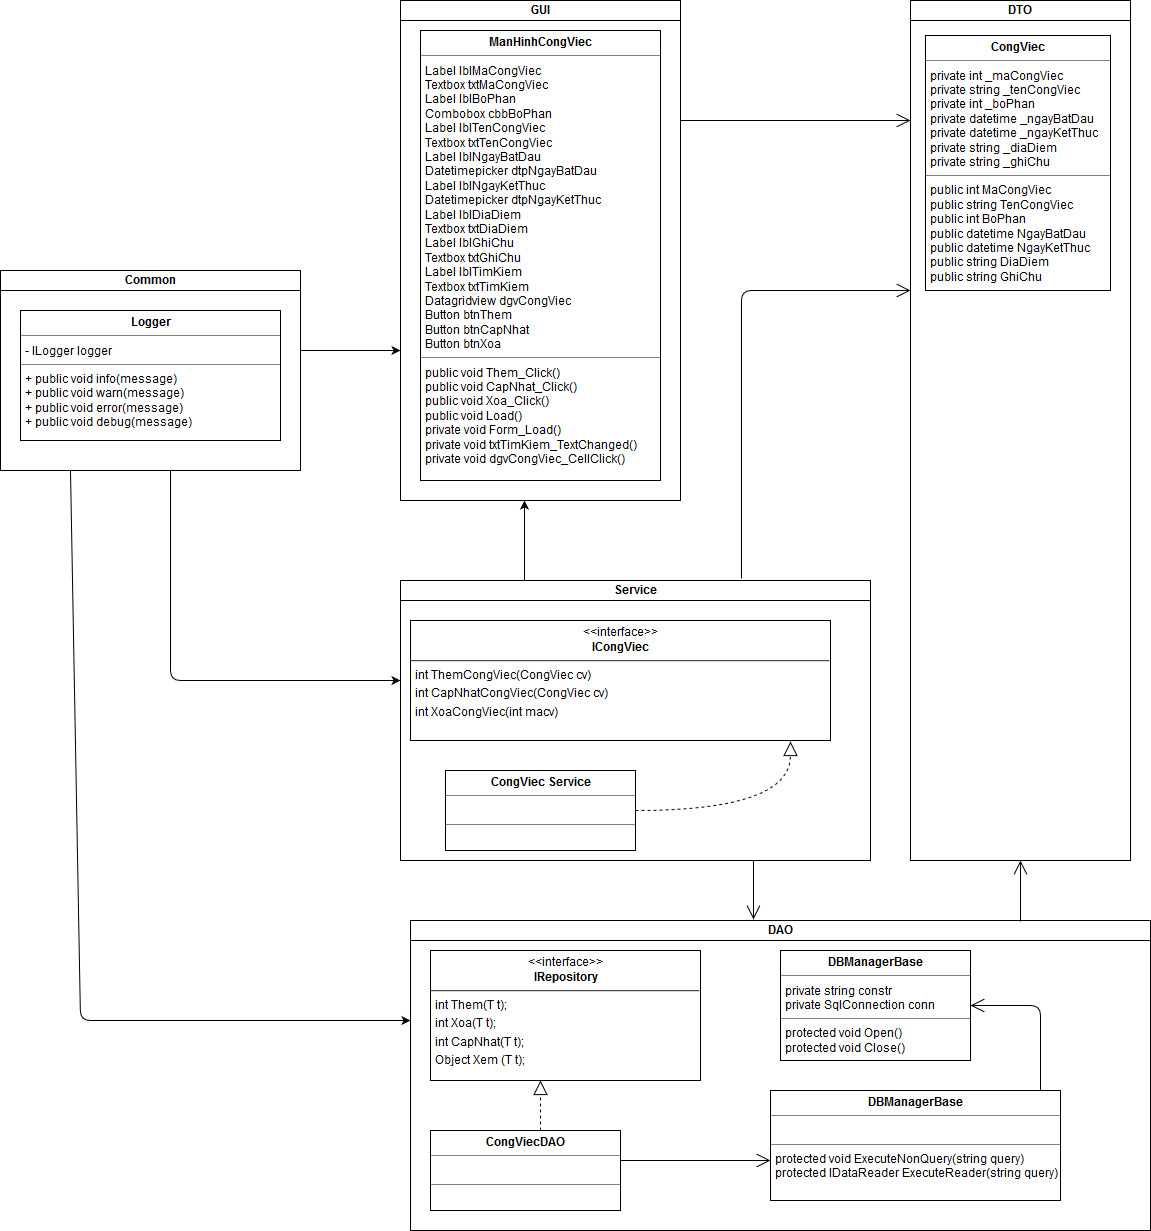 GUI
ManHinhCongViec
Label lblMaCongViec
Textbox txtMaCongViec
Label lblBoPhan
Combobox cbbBoPhan
Label lblTenCongViec
Textbox txtTenCongViec
Label lblNgayBatDau
Datetimepicker dtpNgayBatDau
Label lblNgayKetThuc
Datetimepicker dtpNgayKetThuc
Label lblDiaDiem
Textbox txtDiaDiem
Label lblGhiChu
Textbox txtGhiChu
Label lblTimKiem
Textbox txtTimKiem
Datagridview dgvCongViec
Button btnThem
Button btnCapNhat
Button btnXoa
public void Them_Click()
public void CapNhat_Click()
public void Xoa_Click()
public void Load()
private void Form_Load()
private void txtTimKiem_TextChanged()
private void dgvCongViec_CellClick()
DTO
CongViec
private int _maCongViec
private string _tenCongViec
private int _boPhan
private datetime _ngayBatDau
private datetime _ngayKetThuc
private string _diaDiem
private string _ghiChu
public int MaCongViec
public string TenCongViec
public int BoPhan
public datetime NgayBatDau
public datetime NgayKetThuc
public string DiaDiem
public string GhiChu
Common
Logger
- ILogger logger
+ public void info(message)
+ public void warn(message)
+ public void error(message)
+ public void debug(message)
Service
<<interface>>
ICongViec
int ThemCongViec(CongViec cv)
int CapNhatCongViec(CongViec cv)
int XoaCongViec(int macv)
CongViec Service
DAO
<<interface>>
IRepository
int Them(T t);
int Xoa(T t);
int CapNhat(T t);
Object Xem (T t);
CongViecDAO
DBManagerBase
private string constr
private SqlConnection conn
protected void Open()
protected void Close()
DBManagerBase
protected void ExecuteNonQuery(string query)
protected IDataReader ExecuteReader(string query)